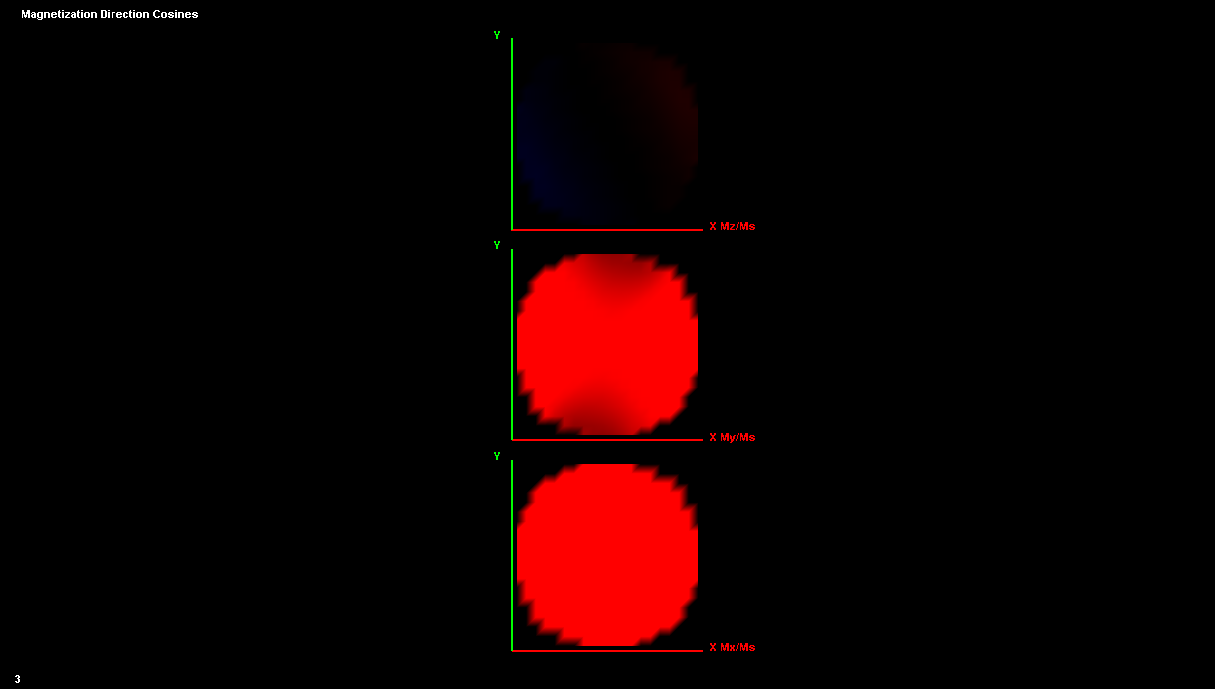 Magnetization Direction Cosines
Y
X Mz/Ms
Y
X My/Ms
Y
X Mx/Ms
3